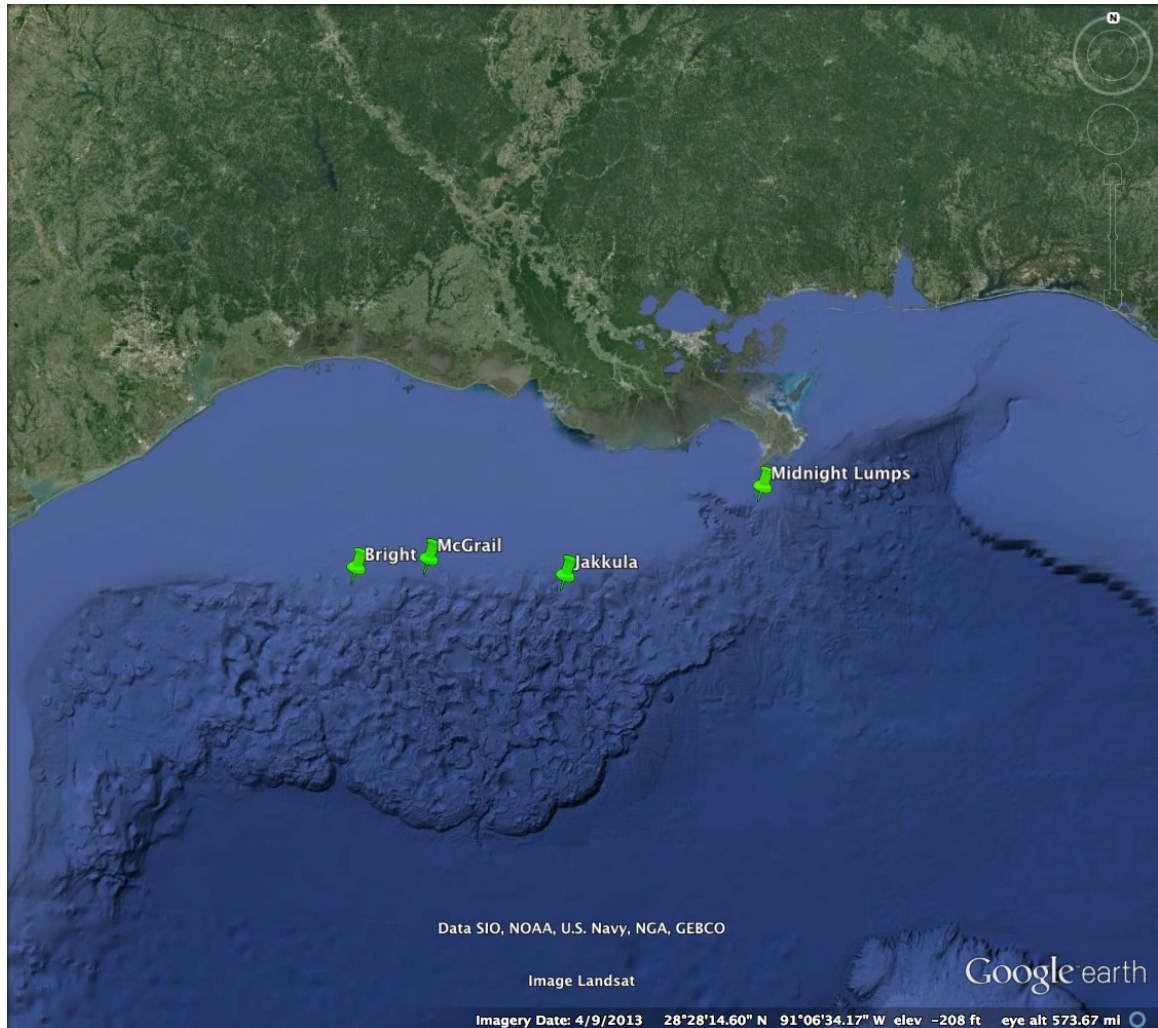 N
Midnight Lumps
McGrail
Bright
Jakkula
Data SIO, NOAA, U.S. Navy, NGA, GEBCO
Image Landsat
Google earth
Imagery Date: 4/9/2013 28°28'14.60" N 91°06'34.17" W elev -208 ft eye alt 573.67 mi